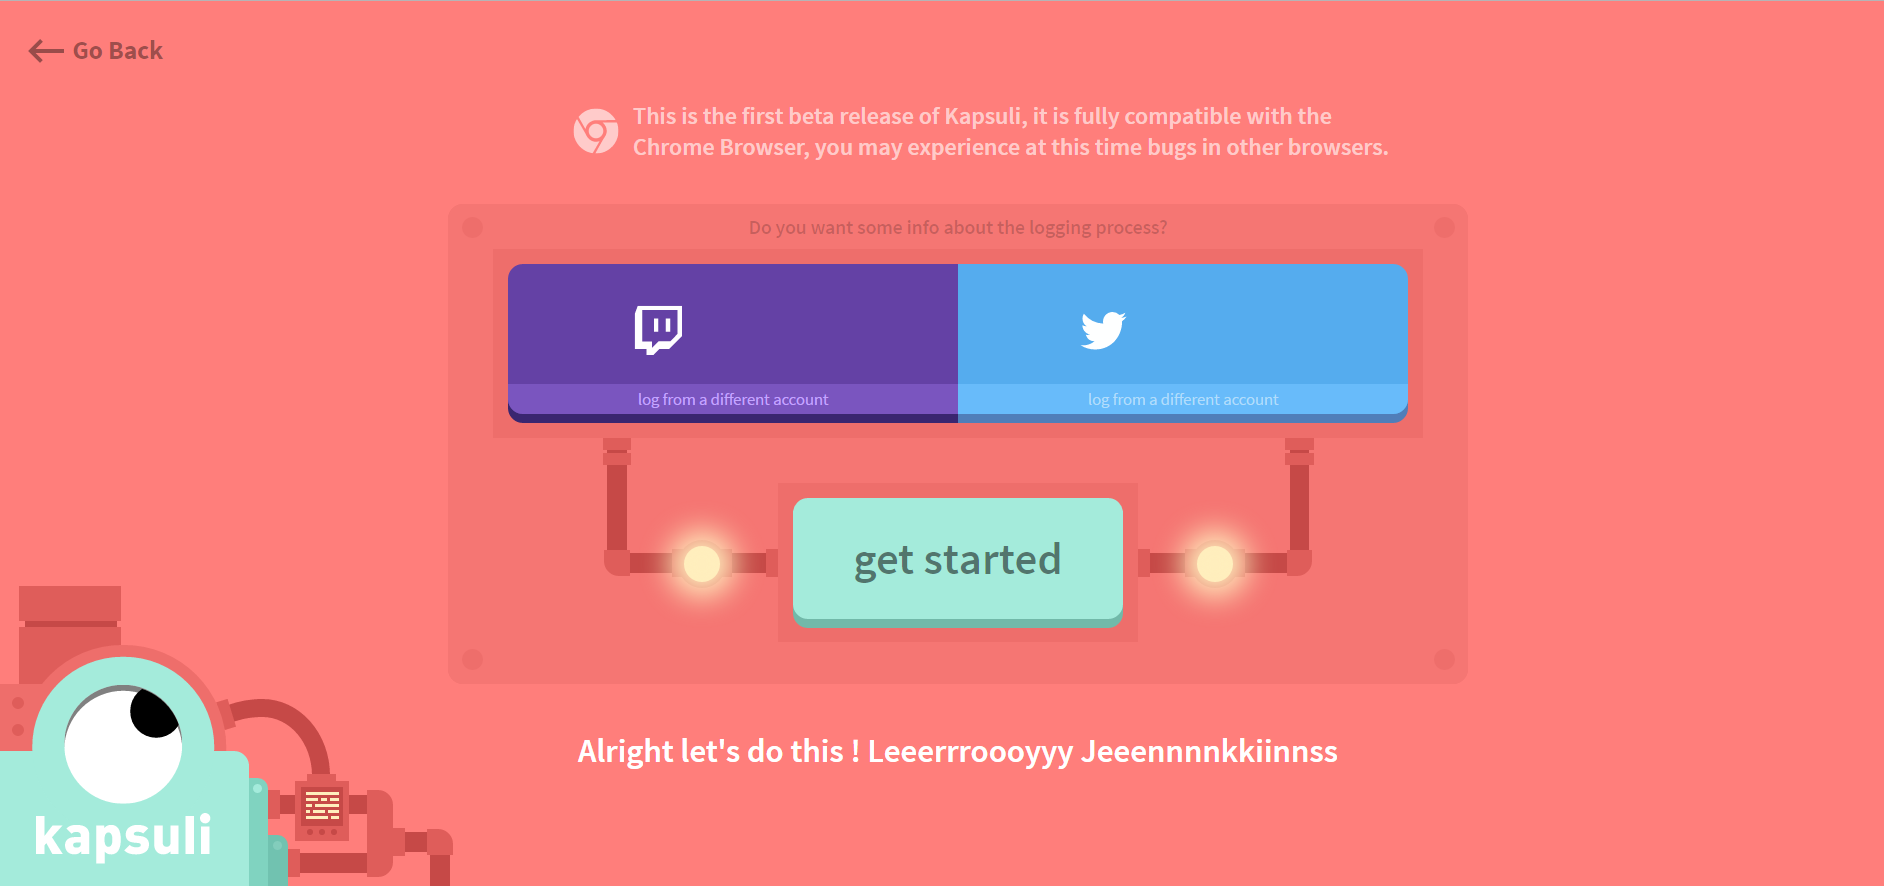 Go Back
This is the first beta release of Kapsuli, it is fully compatible with the
Chrome Browser, you may experience at this time bugs in other browsers.
Do you want some info about the logging process?
log from a different account
log from a different account
get started
Alright let's do this ! Leeerrroooyyy Jeeennnnkkiinnss
kapsuli